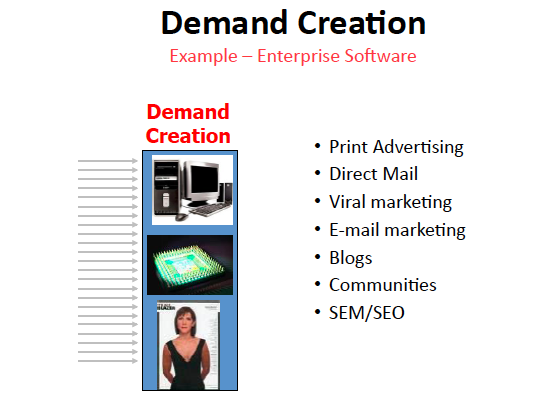 Demand Creation
Example – Enterprise Software
Demand
Creation
• Print Advertising
• Direct Mail
• Viral marketing
• E-mail marketing
• Blogs
• Communities
• SEM/SEO